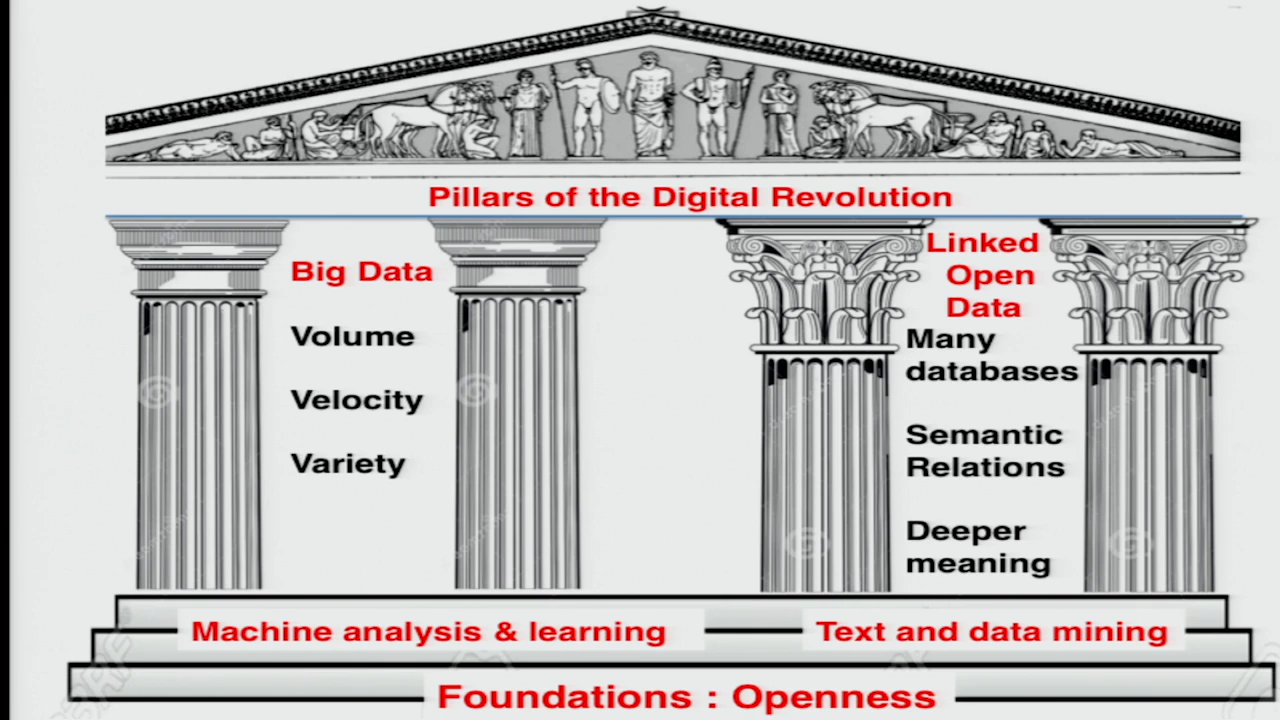 Pillars of the Digital Revolution
Big Data
Volume
Velocity
Variety
Linked
Open
Data
Many
databases
Semantic
Relations
Deeper
meaning
Machine analysis & learning
Text and data mining
Foundations : Openness